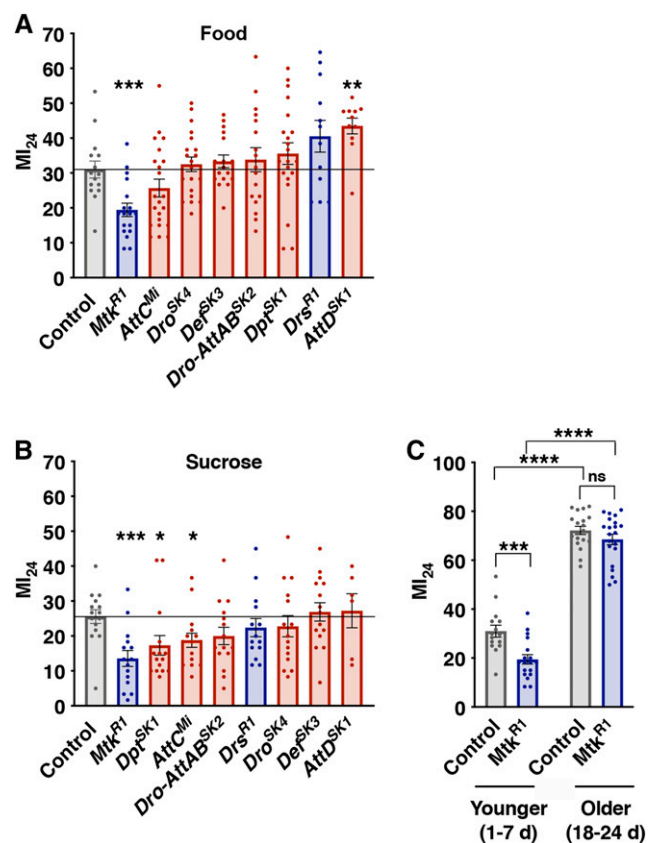 A
Food
MI24
70
60
50
40
30
20
10
0
***
**
Control
MtkR1
AttCMi
DroSK4
DefSK3
Dro-AttABSK2
DptSK1
DrsR1
AttDSK1
B
Sucrose
MI24
70
60
50
40
30
20
10
0
***
*
*
Control
MtkR1
DptSK1
AttCMi
Dro-AttABSK2
DrsR1
DroSK4
DefSK3
AttDSK1
C
MI24
100
80
60
40
20
0
****
****
ns
***
Control
MtkR1
Control
MtkR1
Younger
(1-7 d)
Older
(18-24 d)